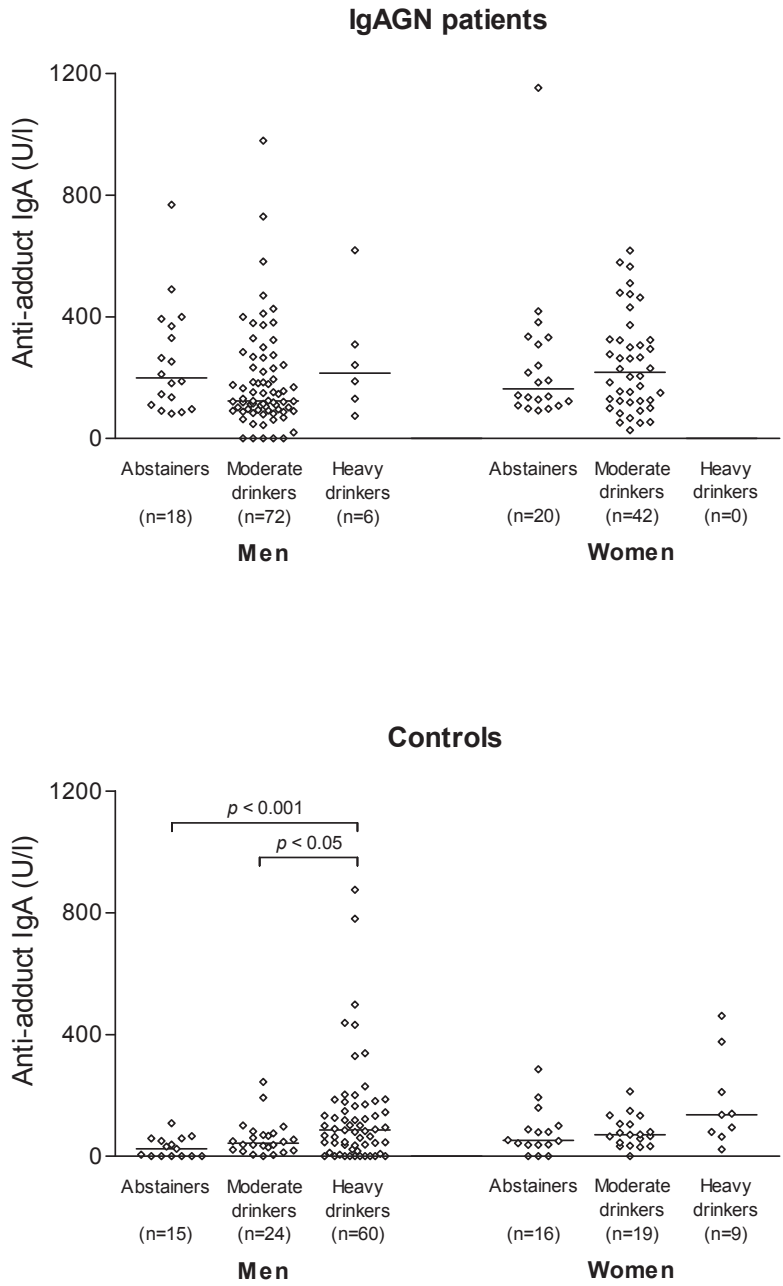 IgAGN patients
Anti-adduct IgA (U/l)
1200
800
400
0
Abstainers Moderate Heavy Abstainers Moderate Heavy
drinkers drinkers drinkers drinkers
(n=18) (n=72) (n=6) (n=20) (n=42) (n=0)
Men Women
Controls
Anti-adduct IgA (U/l)
1200
p < 0.001
p < 0.05
800
400
0
Abstainers Moderate Heavy Abstainers Moderate Heavy
drinkers drinkers drinkers drinkers
(n=15) (n=24) (n=60) (n=16) (n=19) (n=9)
Men Women